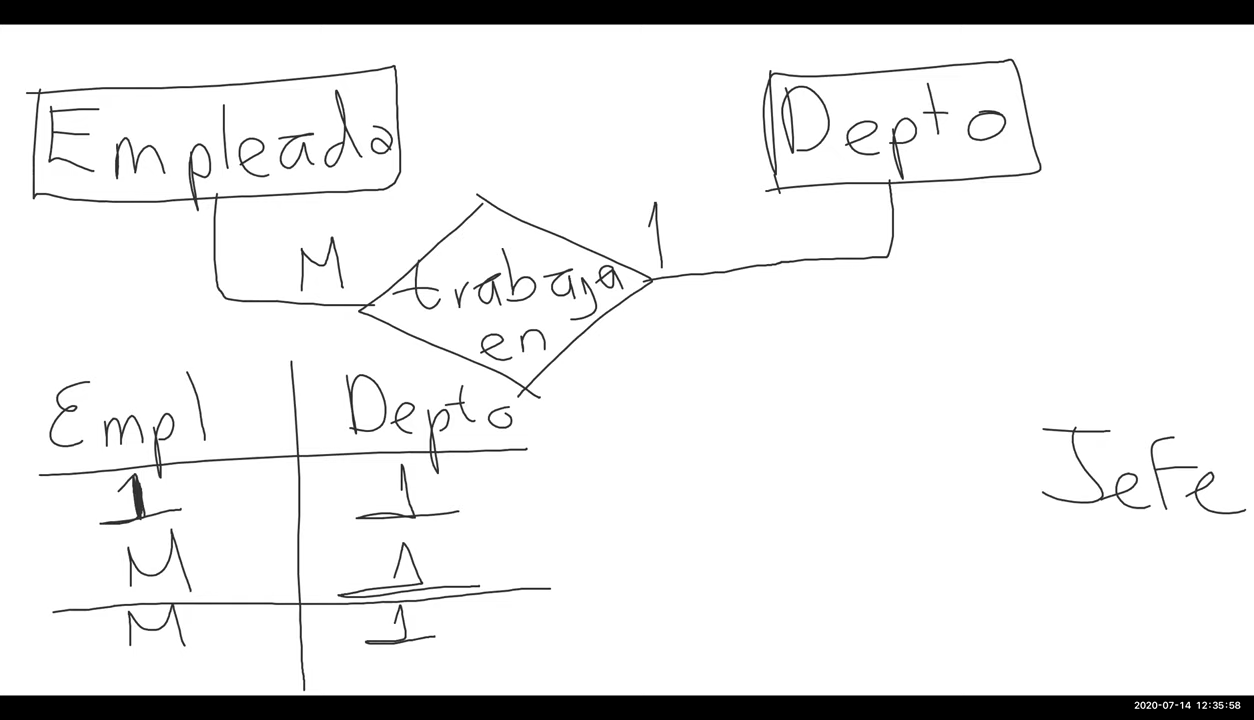 Empleado
Depto
M
1
trabaja
en
Empl
Depto
1
1
M
1
M
1
Jefe
2020-07-14 12:35:58